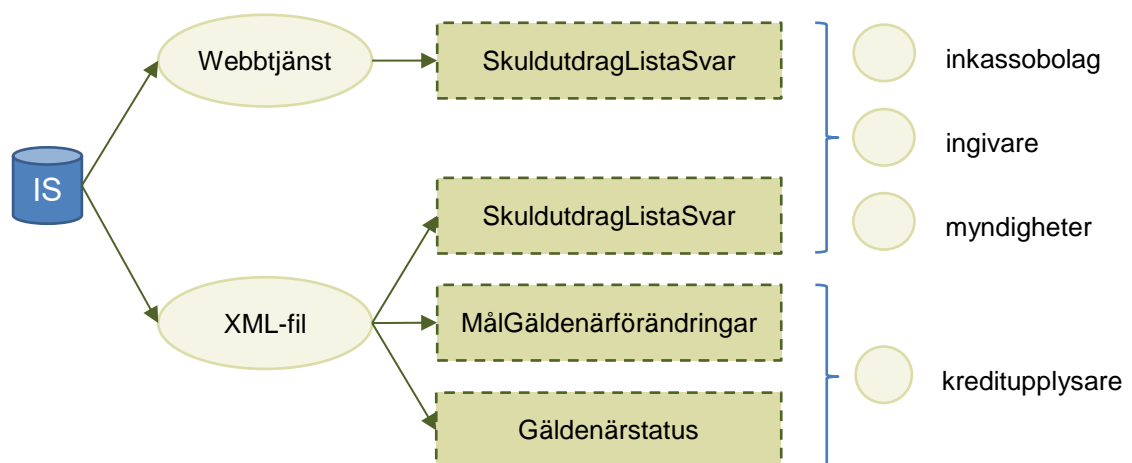 Webbtjänst
SkuldutdragListaSvar
inkassobolag
ingivare
IS
SkuldutdragListaSvar
myndigheter
XML-fil
MålGäldenärförändringar
kreditupplysare
Gäldenärstatus